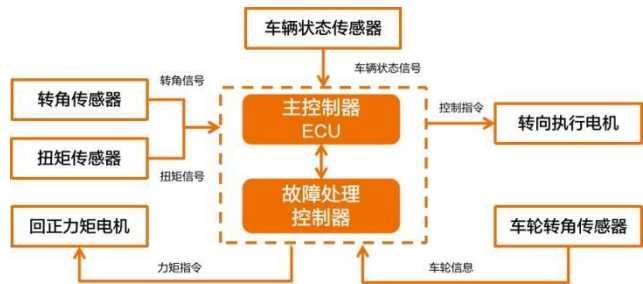 车辆状态传感器
转角信号
车辆状态信号
转角传感器
主控制器
ECU
控制指令
转向执行电机
扭矩传感器
扭矩信号
故障处理
控制器
回正力矩电机
车轮转角传感器
力矩指令
车轮信息